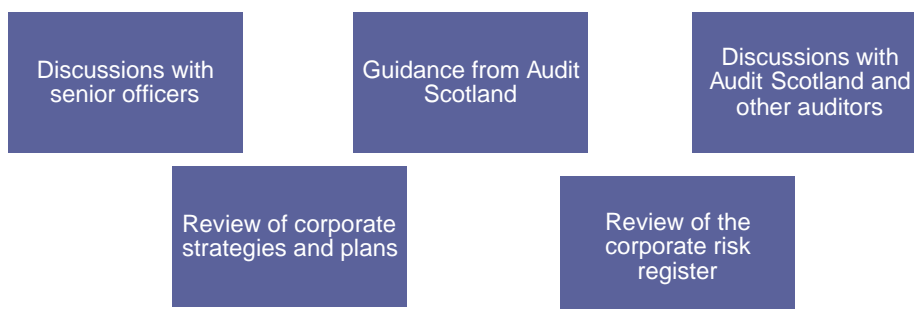 Discussions with
senior officers
Guidance from Audit
Scotland
Discussions with
Audit Scotland and
other auditors
Review of corporate
strategies and plans
Review of the
corporate risk
register